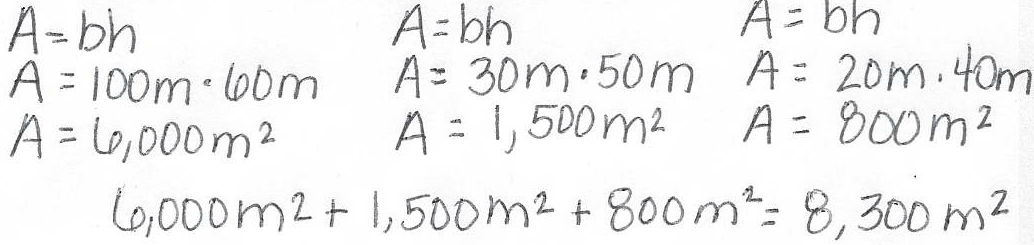 A=bh A=bh A=bh
A=100m·60m A=30m·50m A=20m·40m
A=6,000m² A=1,500m² A=800m²
6,000m²+1,500m²+800m²=8,300m²